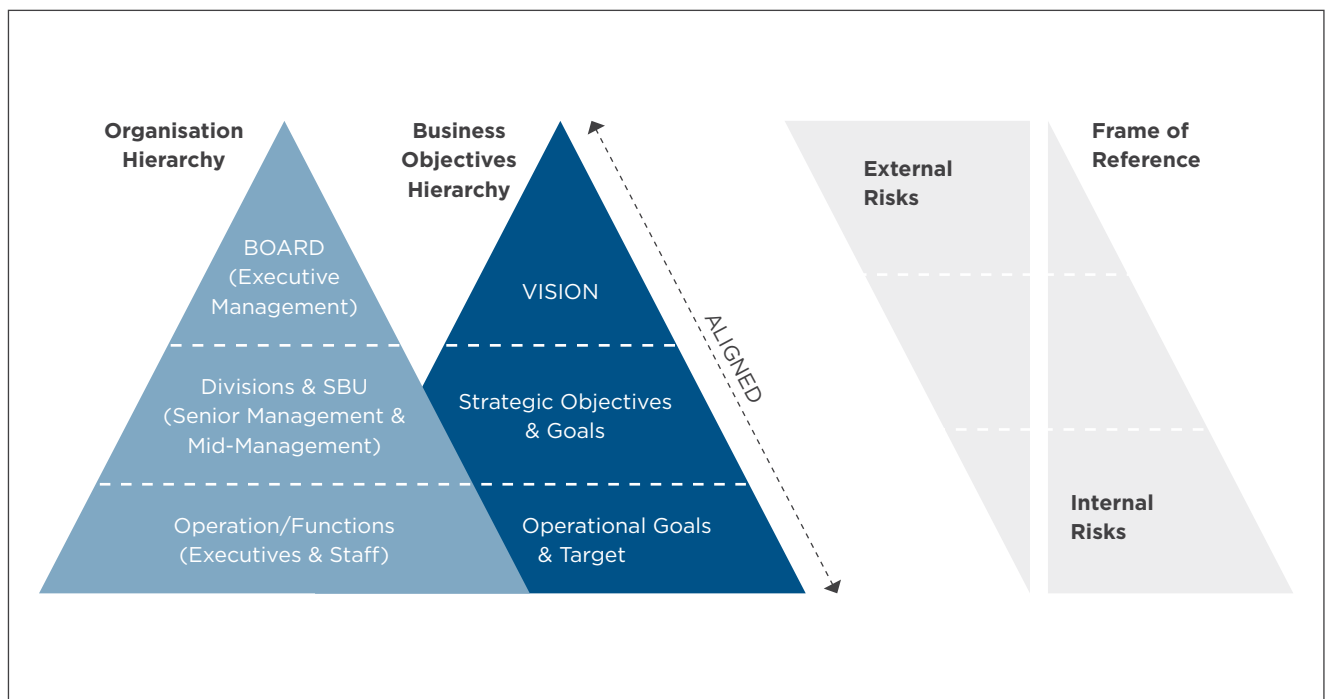 Organisation
Hierarchy
BOARD
(Executive
Management)
Divisions & SBU
(Senior Management &
Mid-Management)
Operation/Functions
(Executives & Staff)
Business
Objectives
Hierarchy
VISION
Strategic Objectives
& Goals
Operational Goals
& Target
ALIGNED
External
Risks
Frame of
Reference
Internal
Risks